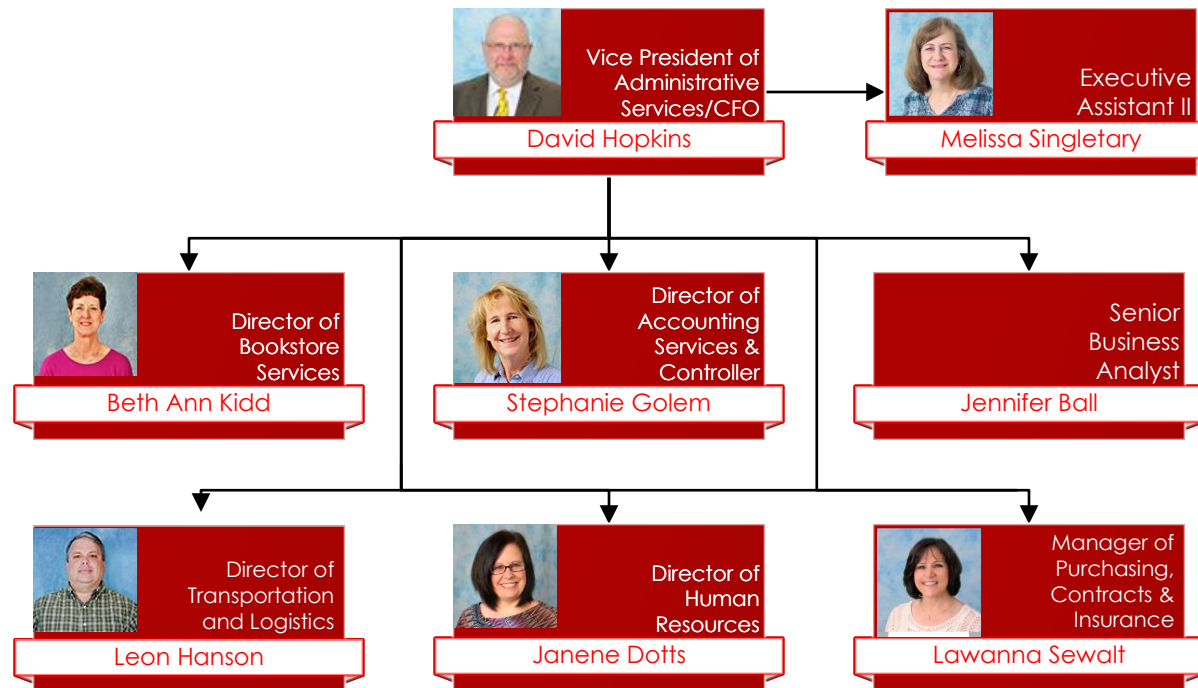 Vice President of
Administrative
Services/CFO
David Hopkins
Executive
Assistant II
Melissa Singletary
Director of
Bookstore
Services
Beth Ann Kidd
Director of
Accounting
Services &
Controller
Stephanie Golem
Senior
Business
Analyst
Jennifer Ball
Director of
Transportation
and Logistics
Leon Hanson
Director of
Human
Resources
Janene Dotts
Manager of
Purchasing,
Contracts &
Insurance
Lawanna Sewalt